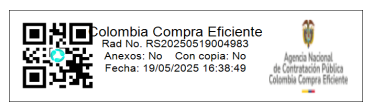 Colombia Compra Eficiente
Rad No. RS20250519004983
Anexos: No Con copia: No
Fecha: 19/05/2025 16:38:49
Agencia Nacional
de Contratación Pública
Colombia Compra Eficiente